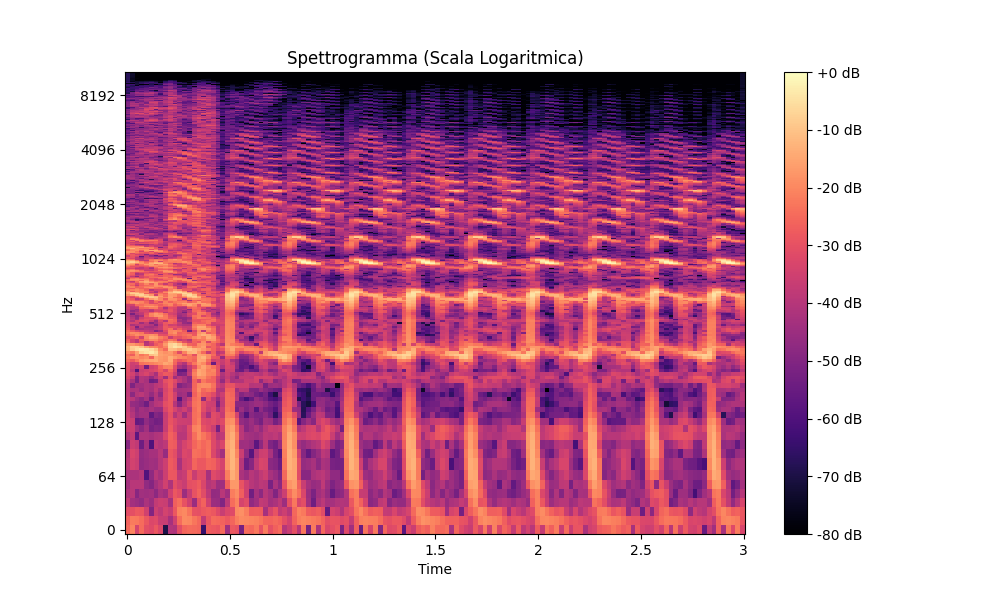 Spettrogramma (Scala Logaritmica)
Hz
8192
4096
2048
1024
512
256
128
64
0
0
0.5
1
1.5
2
2.5
3
Time
+0 dB
-10 dB
-20 dB
-30 dB
-40 dB
-50 dB
-60 dB
-70 dB
-80 dB